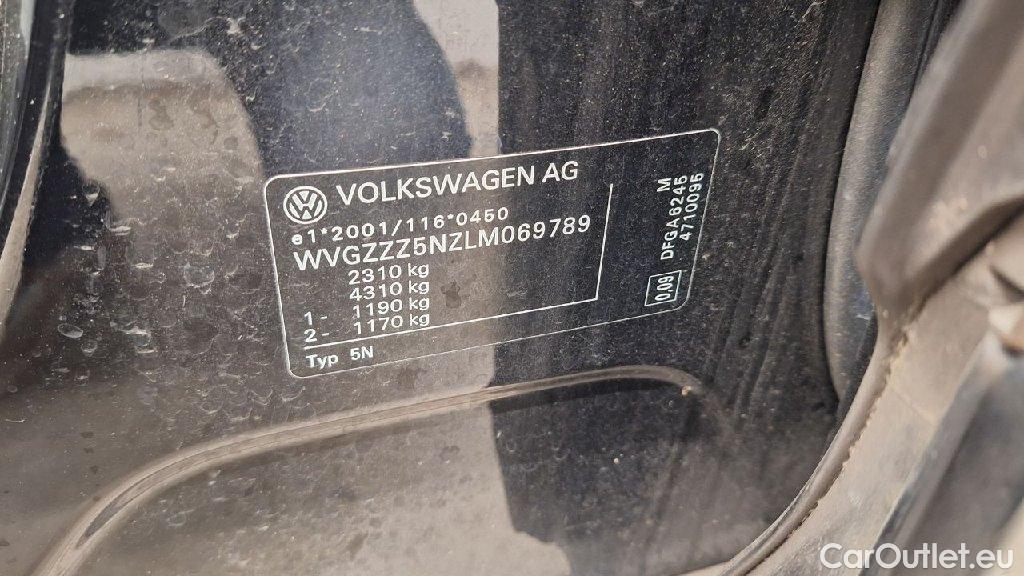 VOLKSWAGEN AG
e1*2001/116*0450
WVGZZZ5NZLM069789
2310 kg
4310 kg
1- 1190 kg
2- 1170 kg
Typ 5N
0.08
DFGA6245 M
4710095
CarOutlet.eu